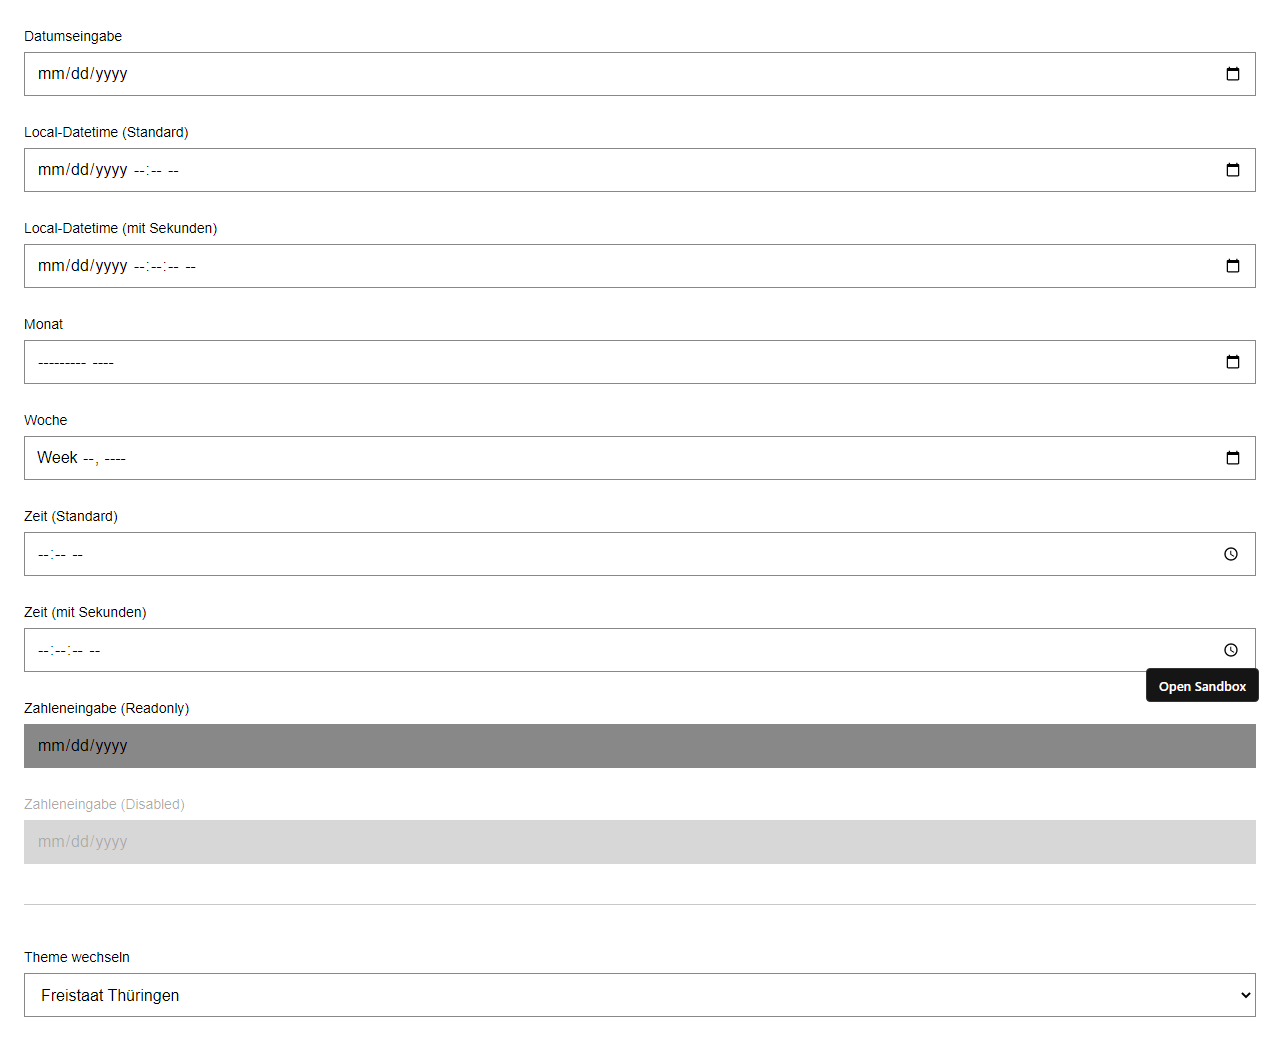 Datumseingabe
mm/dd/yyyy
Local-Datetime (Standard)
mm/dd/yyyy --:-- --
Local-Datetime (mit Sekunden)
mm/dd/yyyy --:--:-- --
Monat
--------- ----
Woche
Week --, ----
Zeit (Standard)
--:-- --
Zeit (mit Sekunden)
--:--:-- --
Open Sandbox
Zahleneingabe (Readonly)
mm/dd/yyyy
Zahleneingabe (Disabled)
mm/dd/yyyy
Theme wechseln
Freistaat Thüringen